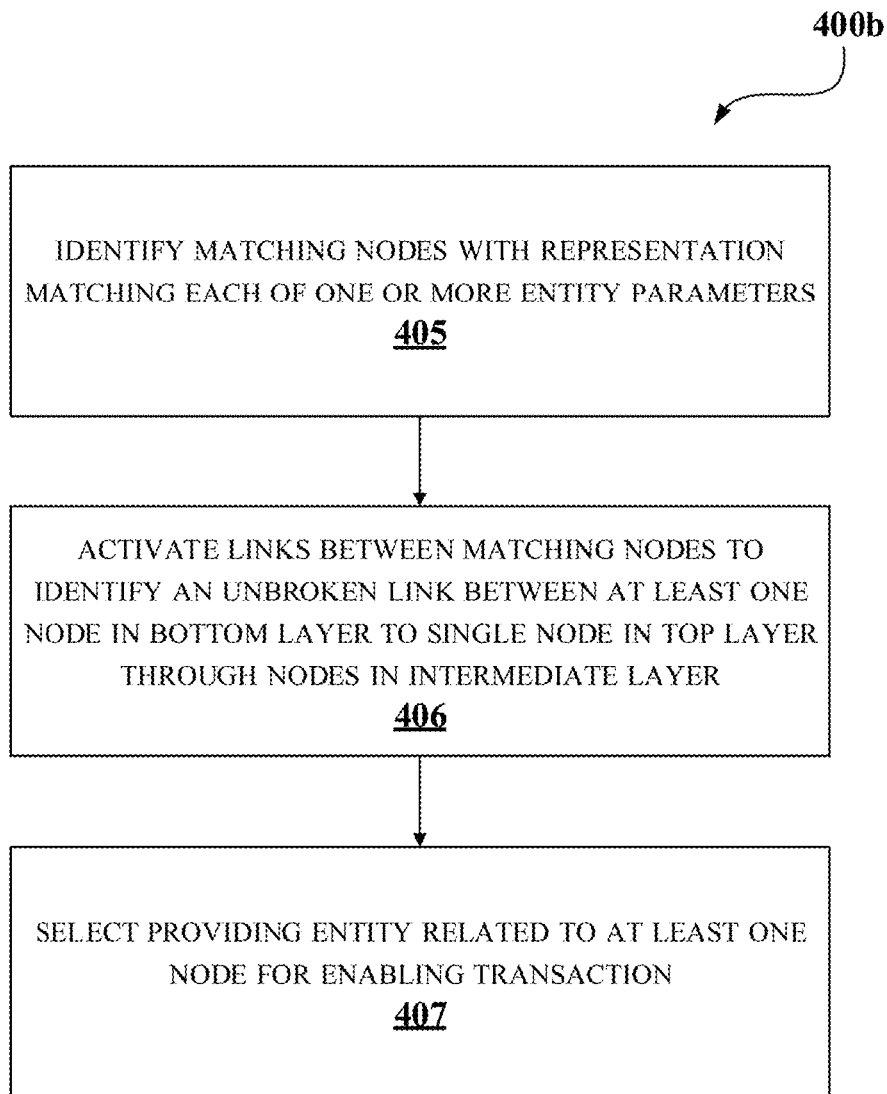 400b
IDENTIFY MATCHING NODES WITH REPRESENTATION
MATCHING EACH OF ONE OR MORE ENTITY PARAMETERS
405
ACTIVATE LINKS BETWEEN MATCHING NODES TO
IDENTIFY AN UNBROKEN LINK BETWEEN AT LEAST ONE
NODE IN BOTTOM LAYER TO SINGLE NODE IN TOP LAYER
THROUGH NODES IN INTERMEDIATE LAYER
406
SELECT PROVIDING ENTITY RELATED TO AT LEAST ONE
NODE FOR ENABLING TRANSACTION
407